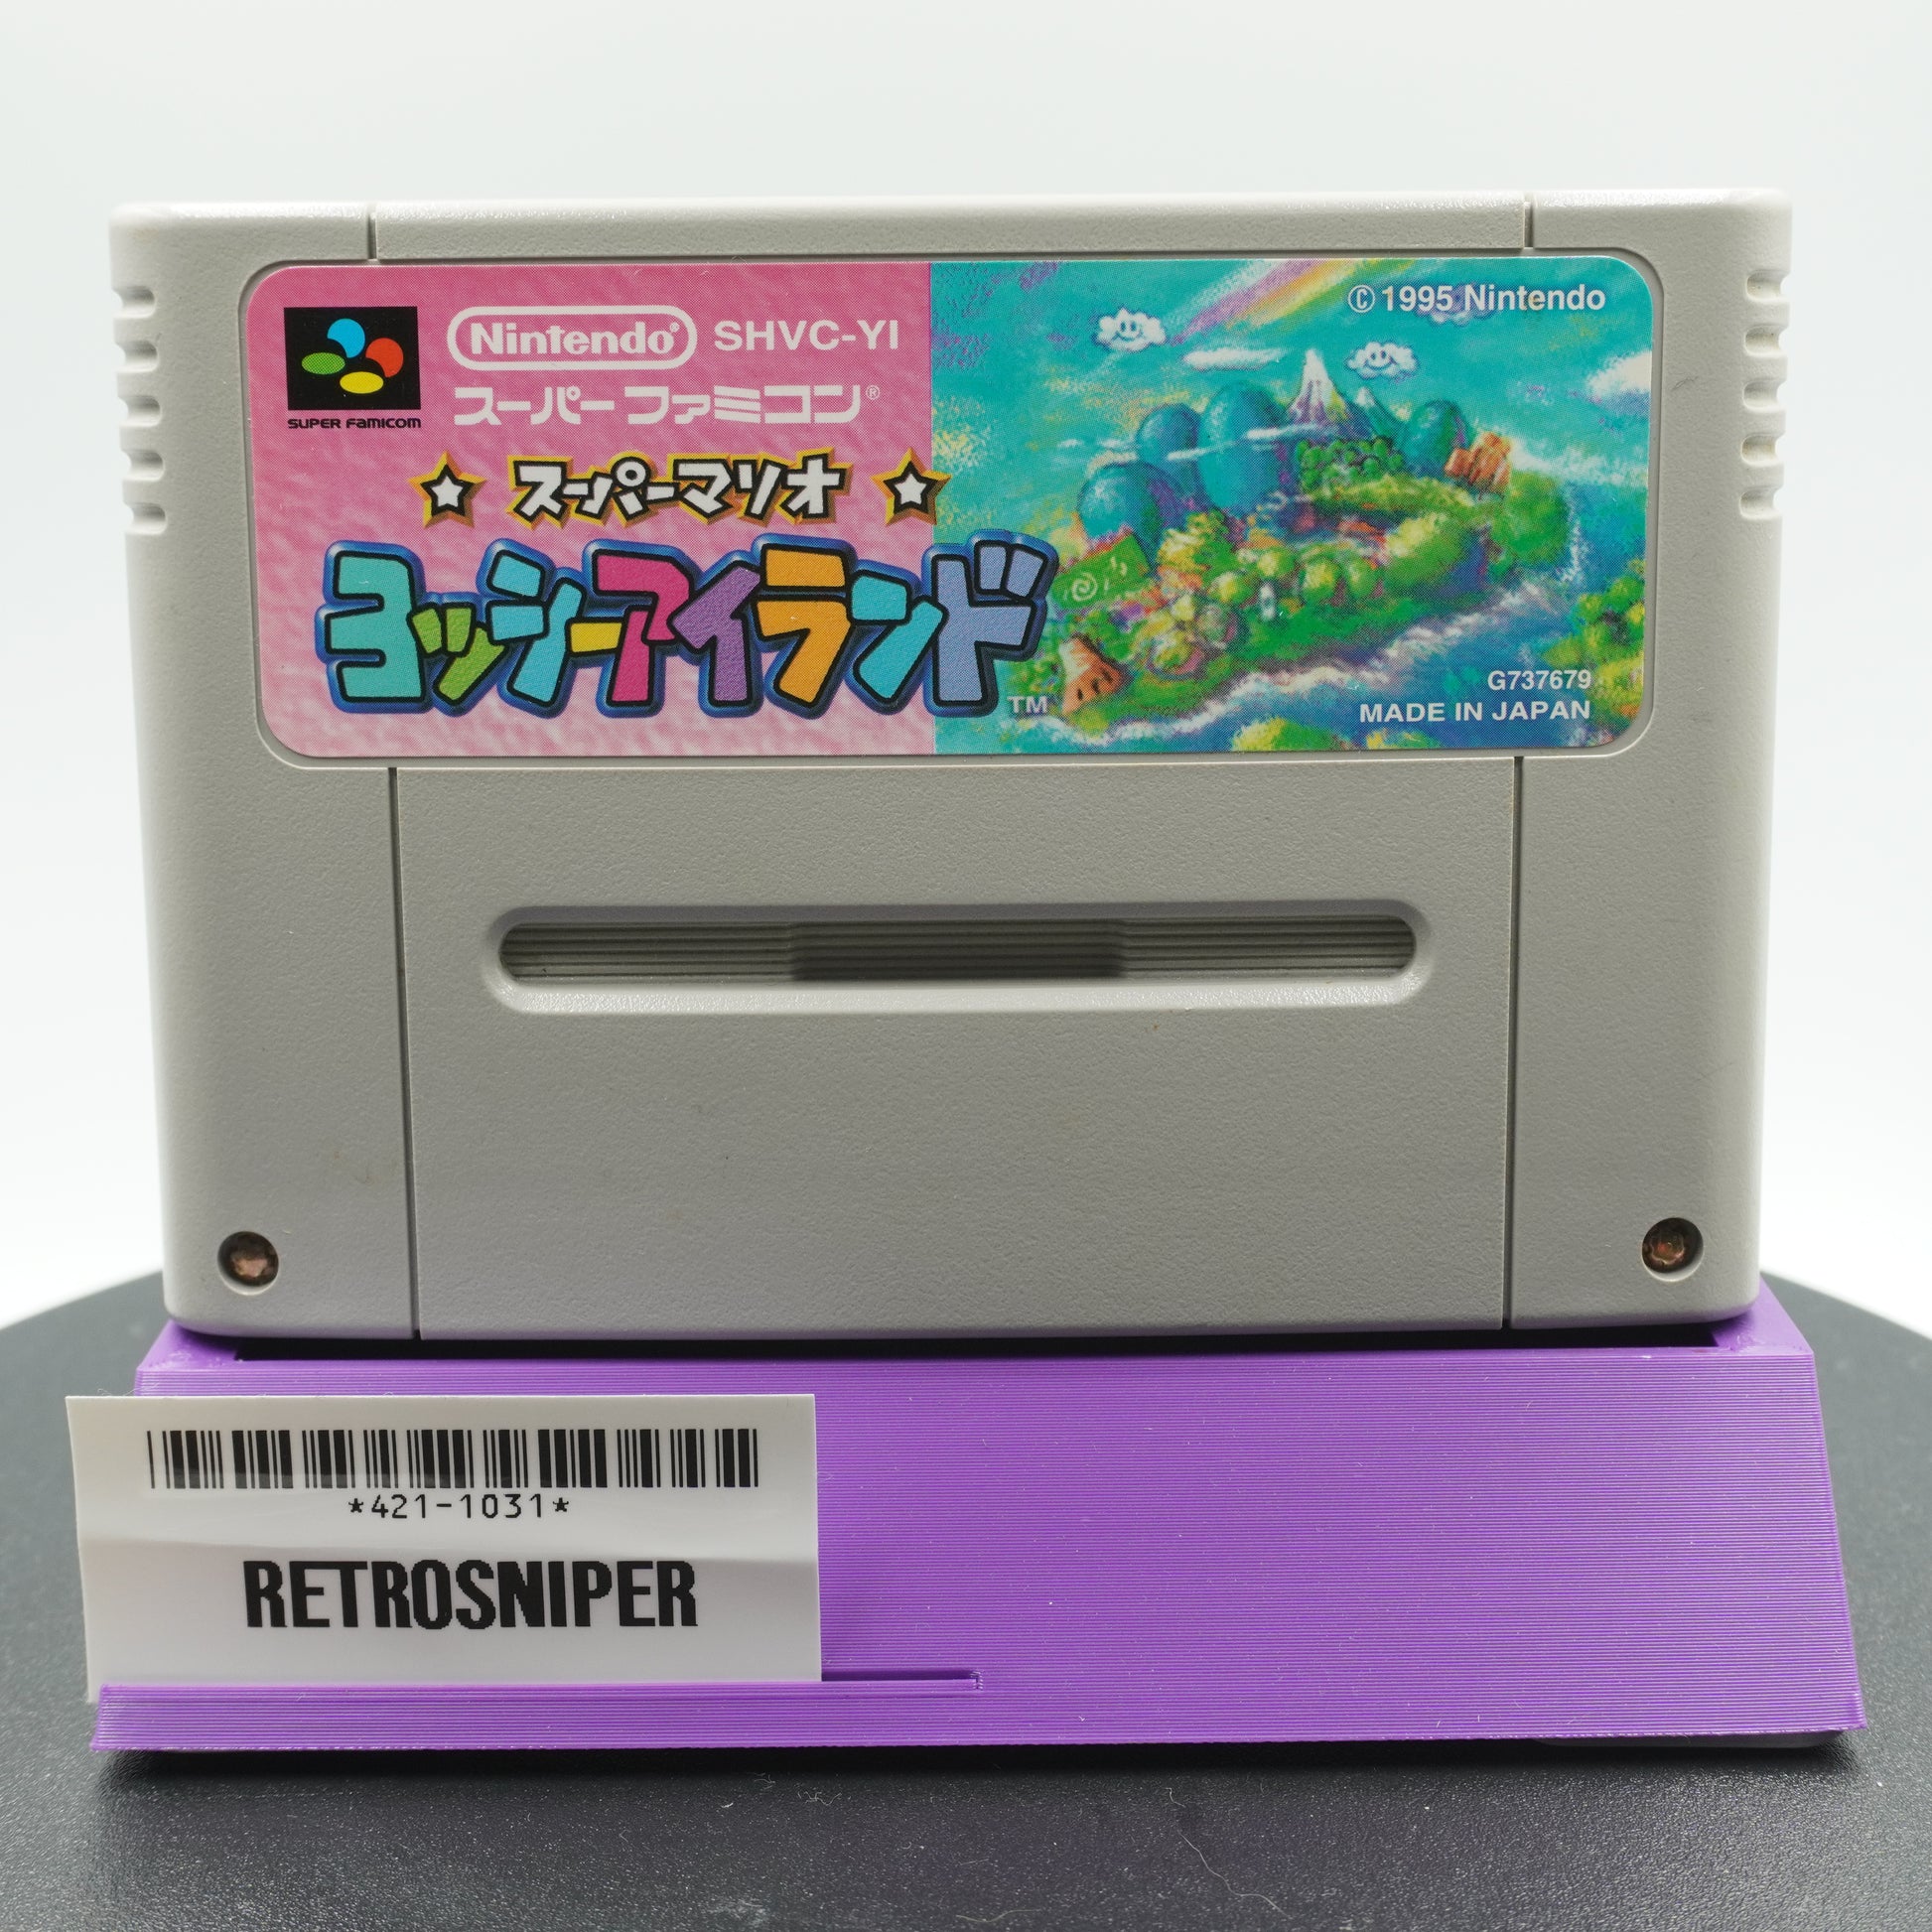 © 1995 Nintendo
Nintendo® SHVC-YI
スーパーファミコン®
SUPER FAMICOM
スーパーマリオ
ヨッシーアイランド
TM
G737679
MADE IN JAPAN
*421-1031*
RETROSNIPER